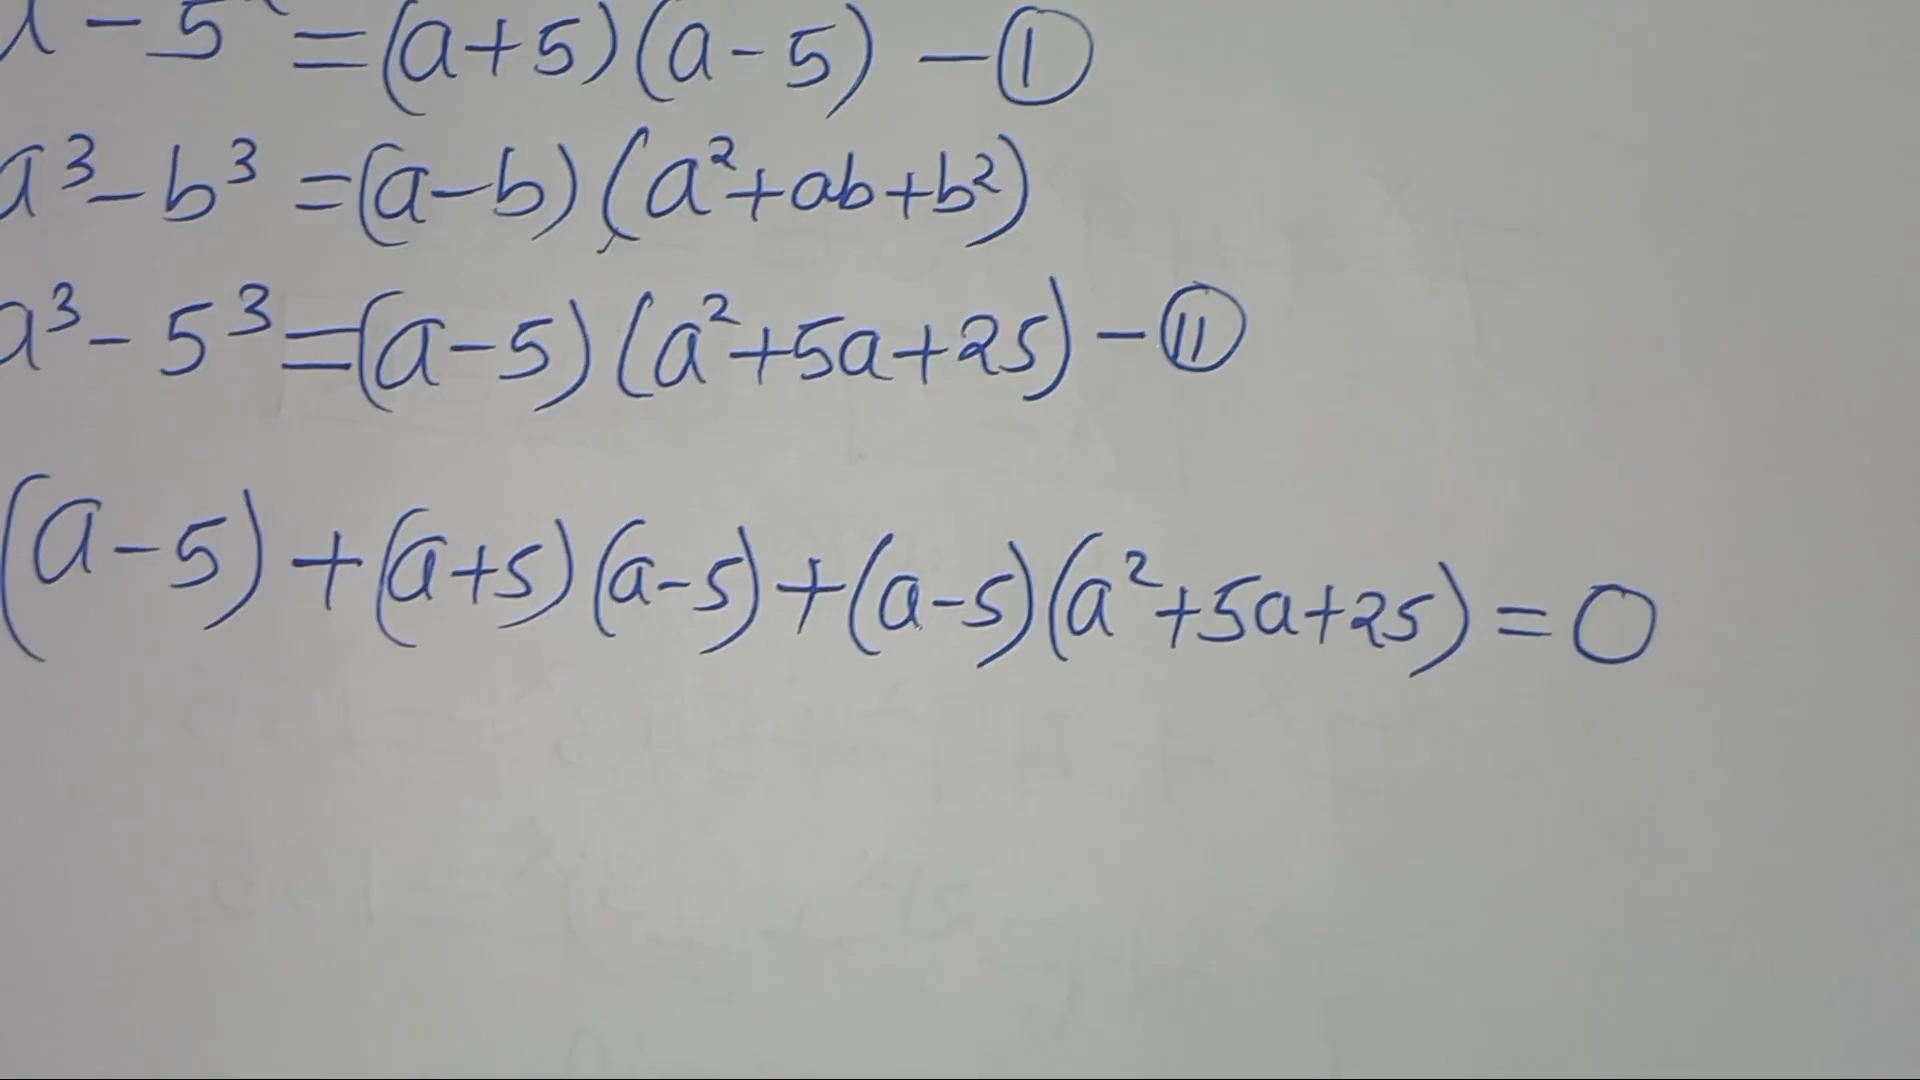 - 5² = (a+5)(a-5) - ①
a³-b³ = (a-b)(a²+ab+b²)
a³-5³ = (a-5)(a²+5a+25) - ⑪
(a-5)+(a+5)(a-5)+(a-5)(a²+5a+25) = 0